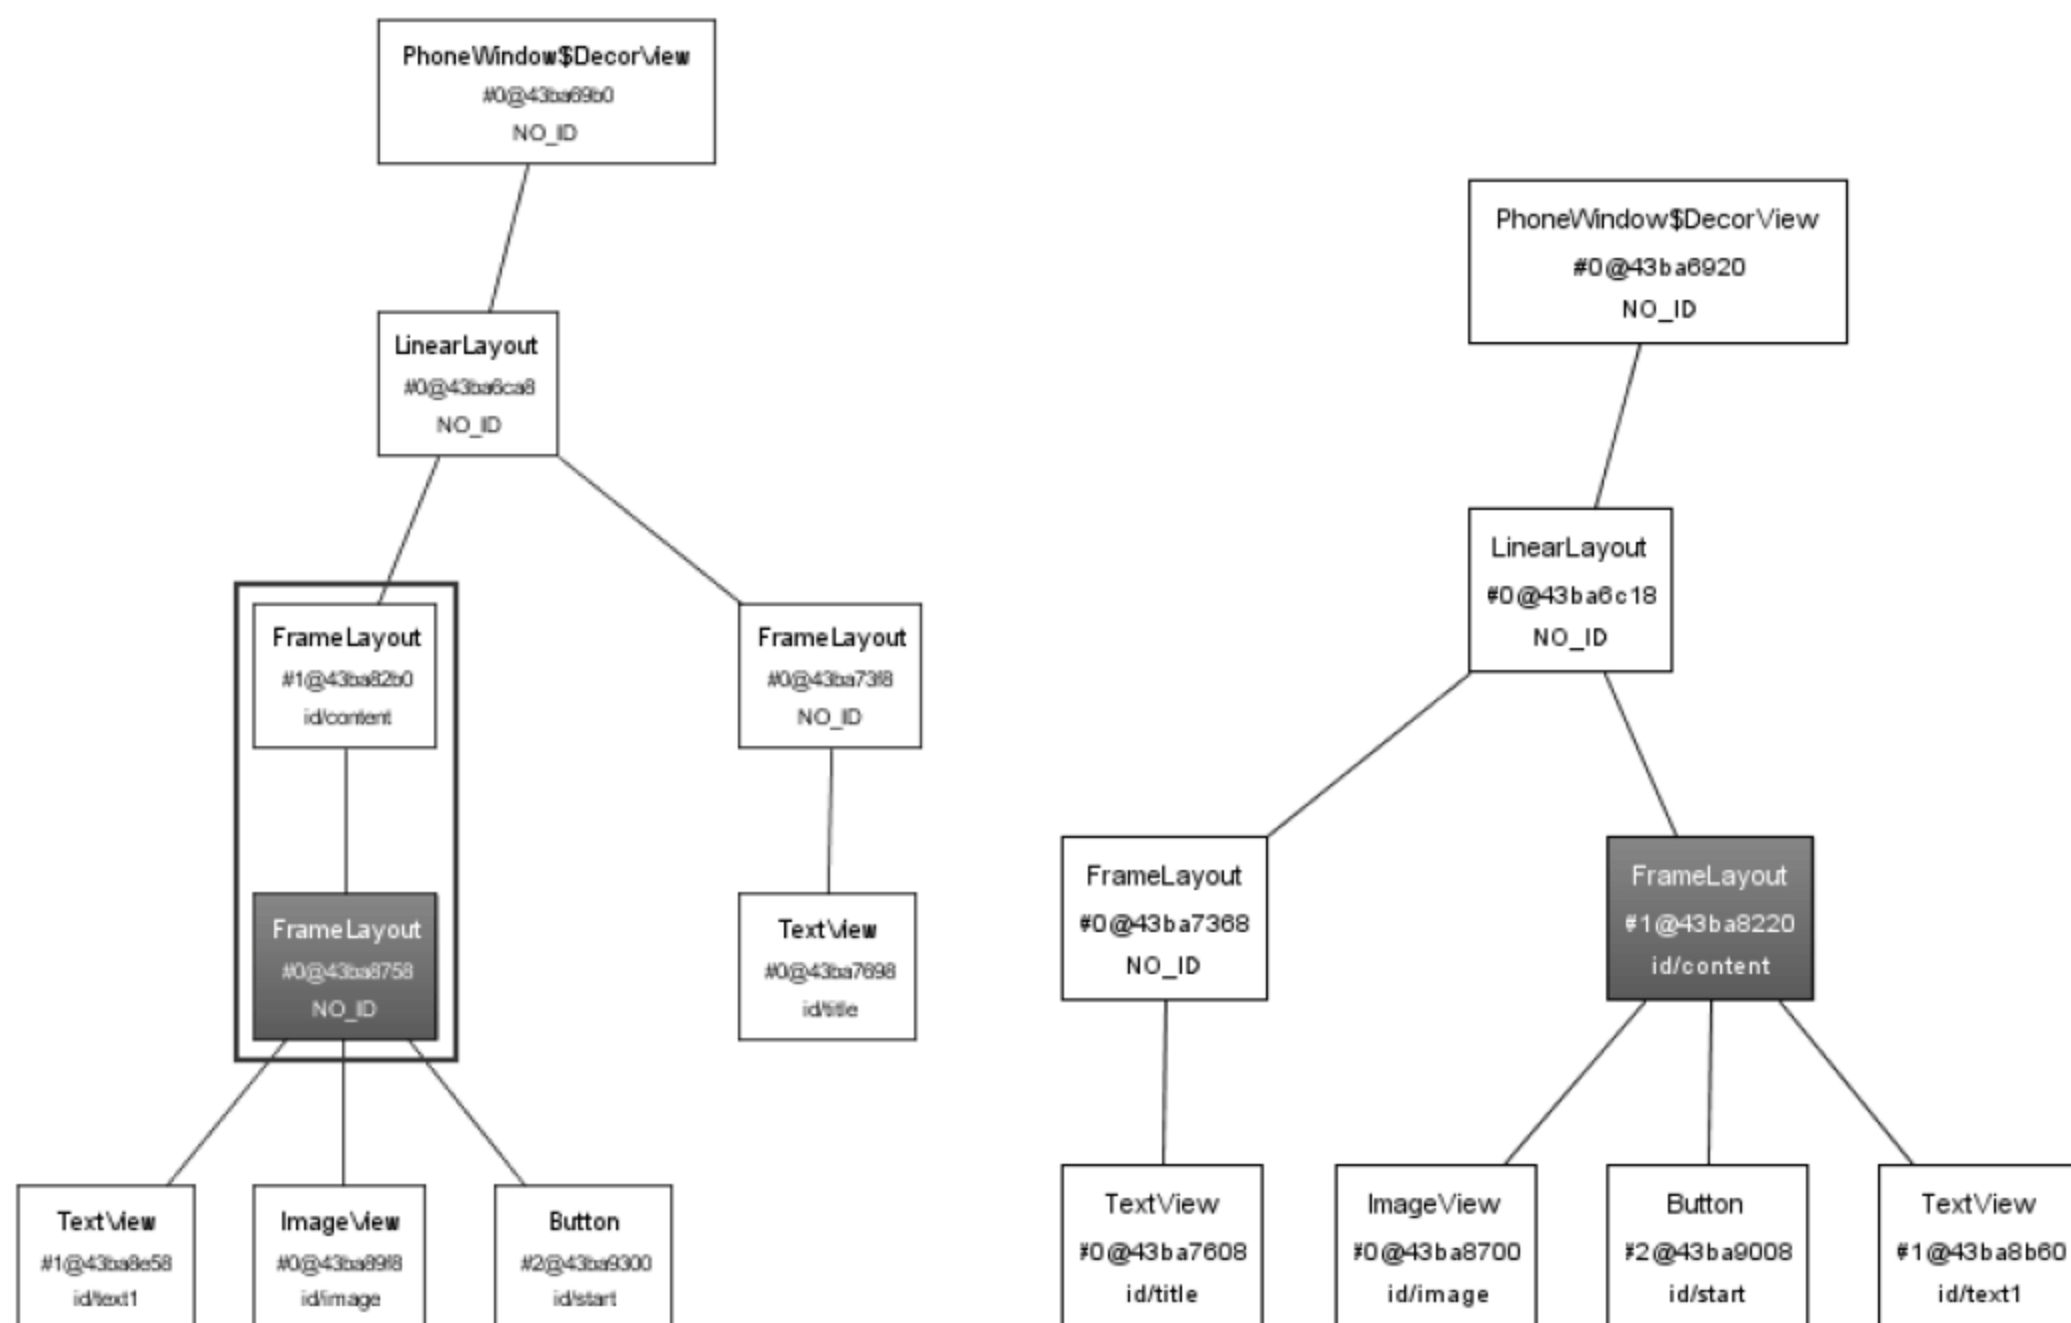 PhoneWindow$DecorView
#0@43ba69b0
NO_ID
LinearLayout
#0@43ba6ca8
NO_ID
FrameLayout
#1@43ba82b0
id/content
FrameLayout
#0@43ba73f8
NO_ID
FrameLayout
#0@43ba8758
NO_ID
TextView
#0@43ba7698
id/title
TextView
#1@43ba8e58
id/text1
ImageView
#0@43ba89f8
id/image
Button
#2@43ba9300
id/start
PhoneWindow$DecorView
#0@43ba6920
NO_ID
LinearLayout
#0@43ba6c18
NO_ID
FrameLayout
#0@43ba7368
NO_ID
FrameLayout
#1@43ba8220
id/content
TextView
#0@43ba7608
id/title
ImageView
#0@43ba8700
id/image
Button
#2@43ba9008
id/start
TextView
#1@43ba8b60
id/text1